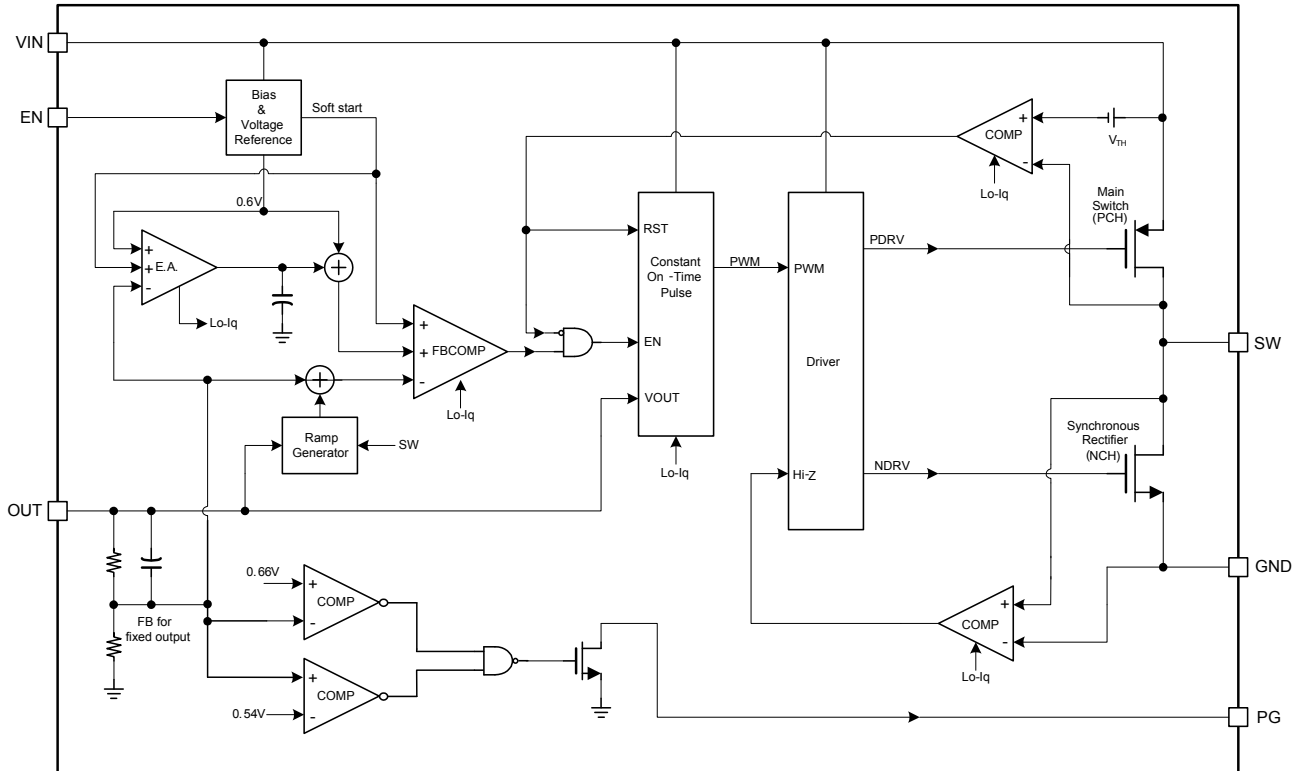 VIN
EN
Bias
&
Voltage
Reference
Soft start
0.6V
+
+
-
E.A.
Lo-Iq
+
+
+
-
FBCOMP
Lo-Iq
+
Ramp
Generator
SW
RST
Constant
On -Time
Pulse
EN
VOUT
Lo-Iq
PWM
PWM
Driver
Hi-Z
PDRV
NDRV
+
-
COMP
Lo-Iq
VTH
Main
Switch
(PCH)
SW
Synchronous
Rectifier
(NCH)
+
-
COMP
Lo-Iq
GND
OUT
FB for
fixed output
0.66V
+
-
COMP
+
-
COMP
0.54V
PG